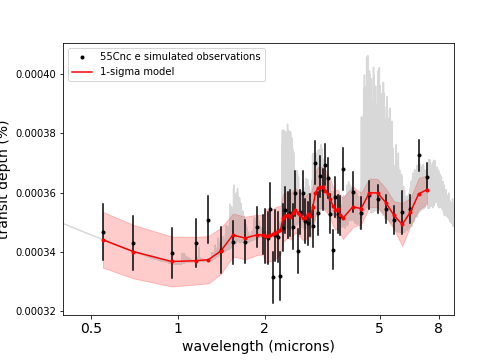 55Cnc e simulated observations
1-sigma model
transit depth (%)
0.00040
0.00038
0.00036
0.00034
0.00032
0.5 1 2 5 8
wavelength (microns)